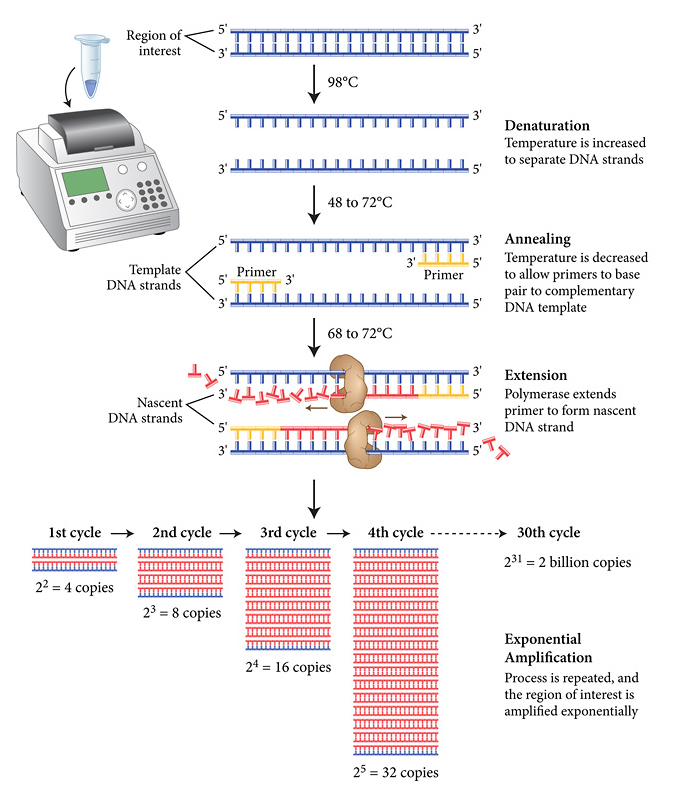 Region of
interest
5'
3'
3'
5'
98°C
5'
3'
3'
5'
Denaturation
Temperature is increased
to separate DNA strands
48 to 72°C
Template
DNA strands
5'
3'
3'
5'
Primer
5'
Primer
3'
3'
5'
Annealing
Temperature is decreased
to allow primers to base
pair to complementary
DNA template
68 to 72°C
Nascent
DNA strands
5'
3'
3'
5'
5'
3'
3'
5'
Extension
Polymerase extends
primer to form nascent
DNA strand
1st cycle
2nd cycle
3rd cycle
4th cycle
30th cycle
2² = 4 copies
2³ = 8 copies
2⁴ = 16 copies
2⁵ = 32 copies
2³¹ = 2 billion copies
Exponential
Amplification
Process is repeated, and
the region of interest is
amplified exponentially